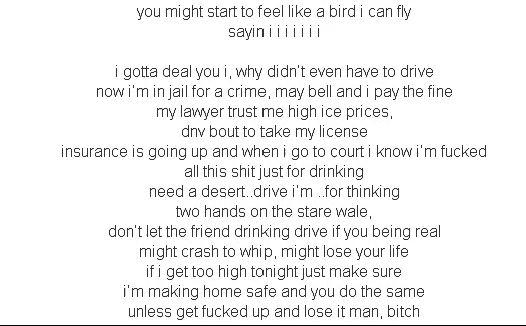 you might start to feel like a bird i can fly
sayin i i i i i i i
i gotta deal you i, why didn't even have to drive
now i'm in jail for a crime, may bell and i pay the fine
my lawyer trust me high ice prices,
dnv bout to take my license
insurance is going up and when i go to court i know i'm fucked
all this shit just for drinking
need a desert..drive i'm ..for thinking
two hands on the stare wale,
don't let the friend drinking drive if you being real
might crash to whip, might lose your life
if i get too high tonight just make sure
i'm making home safe and you do the same
unless get fucked up and lose it man, bitch